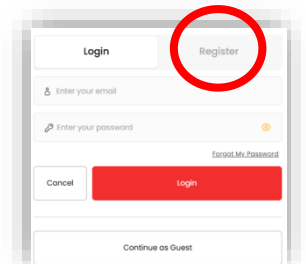 Login Register
Enter your email
Enter your password
Forgot My Password
Cancel Login
Continue as Guest